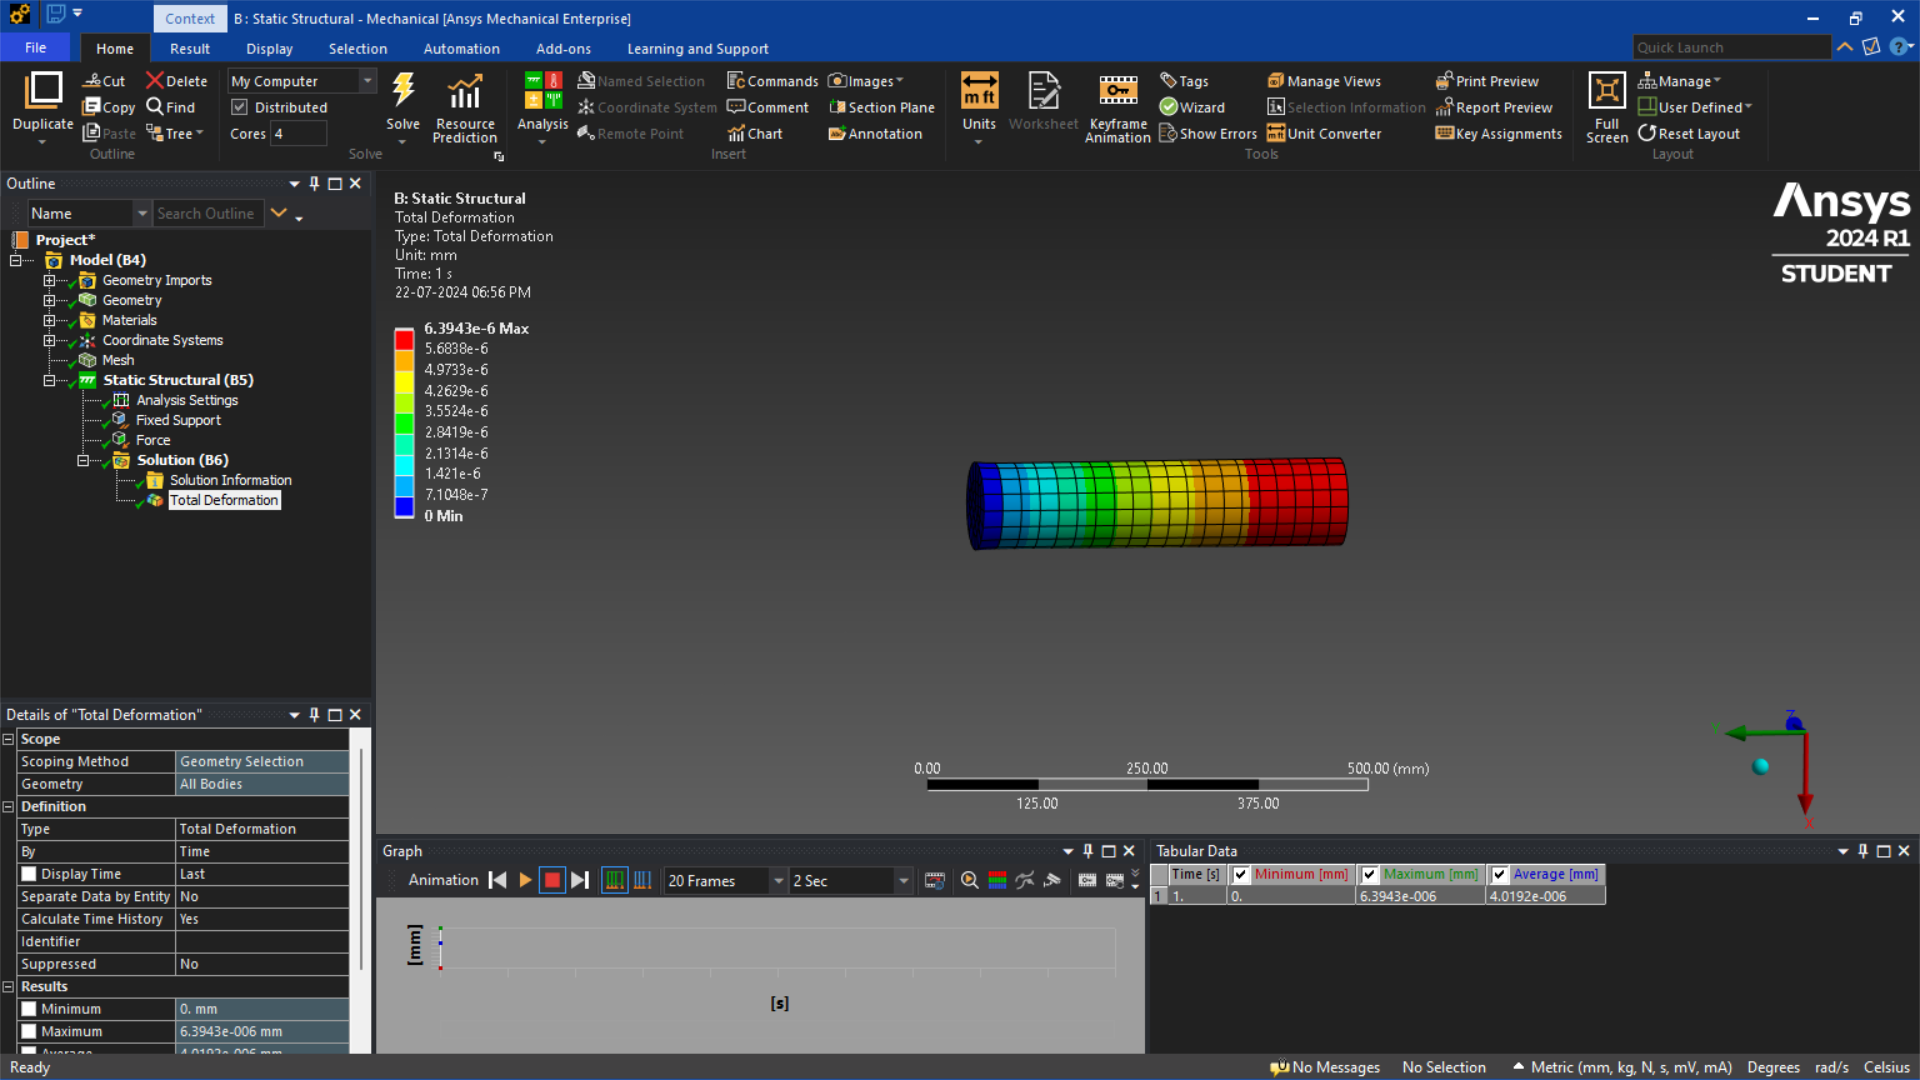 Context B : Static Structural - Mechanical [Ansys Mechanical Enterprise]
File Home Result Display Selection Automation Add-ons Learning and Support Quick Launch
Duplicate
Cut
Copy
Paste
Delete
Find
Tree
Outline
My Computer
Distributed
Cores 4
Solve
Resource
Prediction
Solve
Analysis
Named Selection
Coordinate System
Remote Point
Commands
Comment
Chart
Images
Section Plane
Annotation
Insert
m ft
Units
Worksheet
Keyframe
Animation
Tags
Wizard
Show Errors
Manage Views
Selection Information
Unit Converter
Print Preview
Report Preview
Key Assignments
Tools
Full
Screen
Manage
User Defined
Reset Layout
Layout
Outline
Name Search Outline
Project*
Model (B4)
Geometry Imports
Geometry
Materials
Coordinate Systems
Mesh
Static Structural (B5)
Analysis Settings
Fixed Support
Force
Solution (B6)
Solution Information
Total Deformation
B: Static Structural
Total Deformation
Type: Total Deformation
Unit: mm
Time: 1 s
22-07-2024 06:56 PM
6.3943e-6 Max
5.6838e-6
4.9733e-6
4.2629e-6
3.5524e-6
2.8419e-6
2.1314e-6
1.421e-6
7.1048e-7
0 Min
Ansys
2024 R1
STUDENT
0.00 250.00 500.00 (mm)
125.00 375.00
Z
Y
X
Details of "Total Deformation"
Scope
Scoping Method Geometry Selection
Geometry All Bodies
Definition
Type Total Deformation
By Time
Display Time Last
Separate Data by Entity No
Calculate Time History Yes
Identifier
Suppressed No
Results
Minimum 0. mm
Maximum 6.3943e-006 mm
Average 4.0192e-006 mm
Graph
Animation 20 Frames 2 Sec
[mm]
[s]
Tabular Data
Time [s] Minimum [mm] Maximum [mm] Average [mm]
1 1. 0. 6.3943e-006 4.0192e-006
Ready No Messages No Selection Metric (mm, kg, N, s, mV, mA) Degrees rad/s Celsius